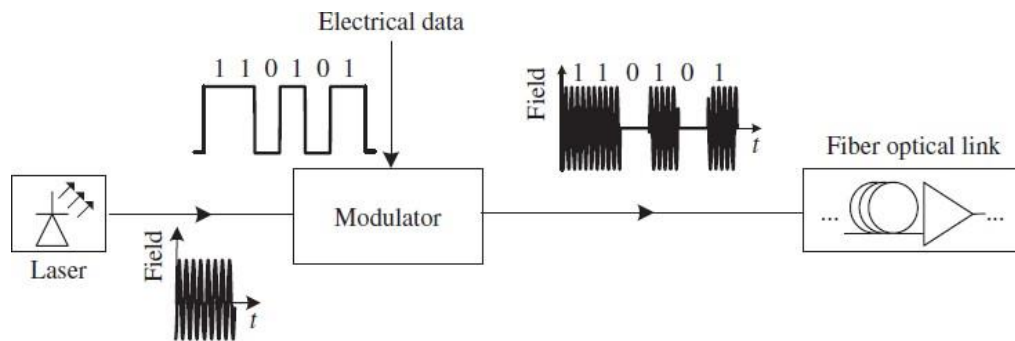 Electrical data
1 1 0 1 0 1
1 1 0 1 0 1
Field
t
Fiber optical link
Modulator
... ...
Laser
Field
t